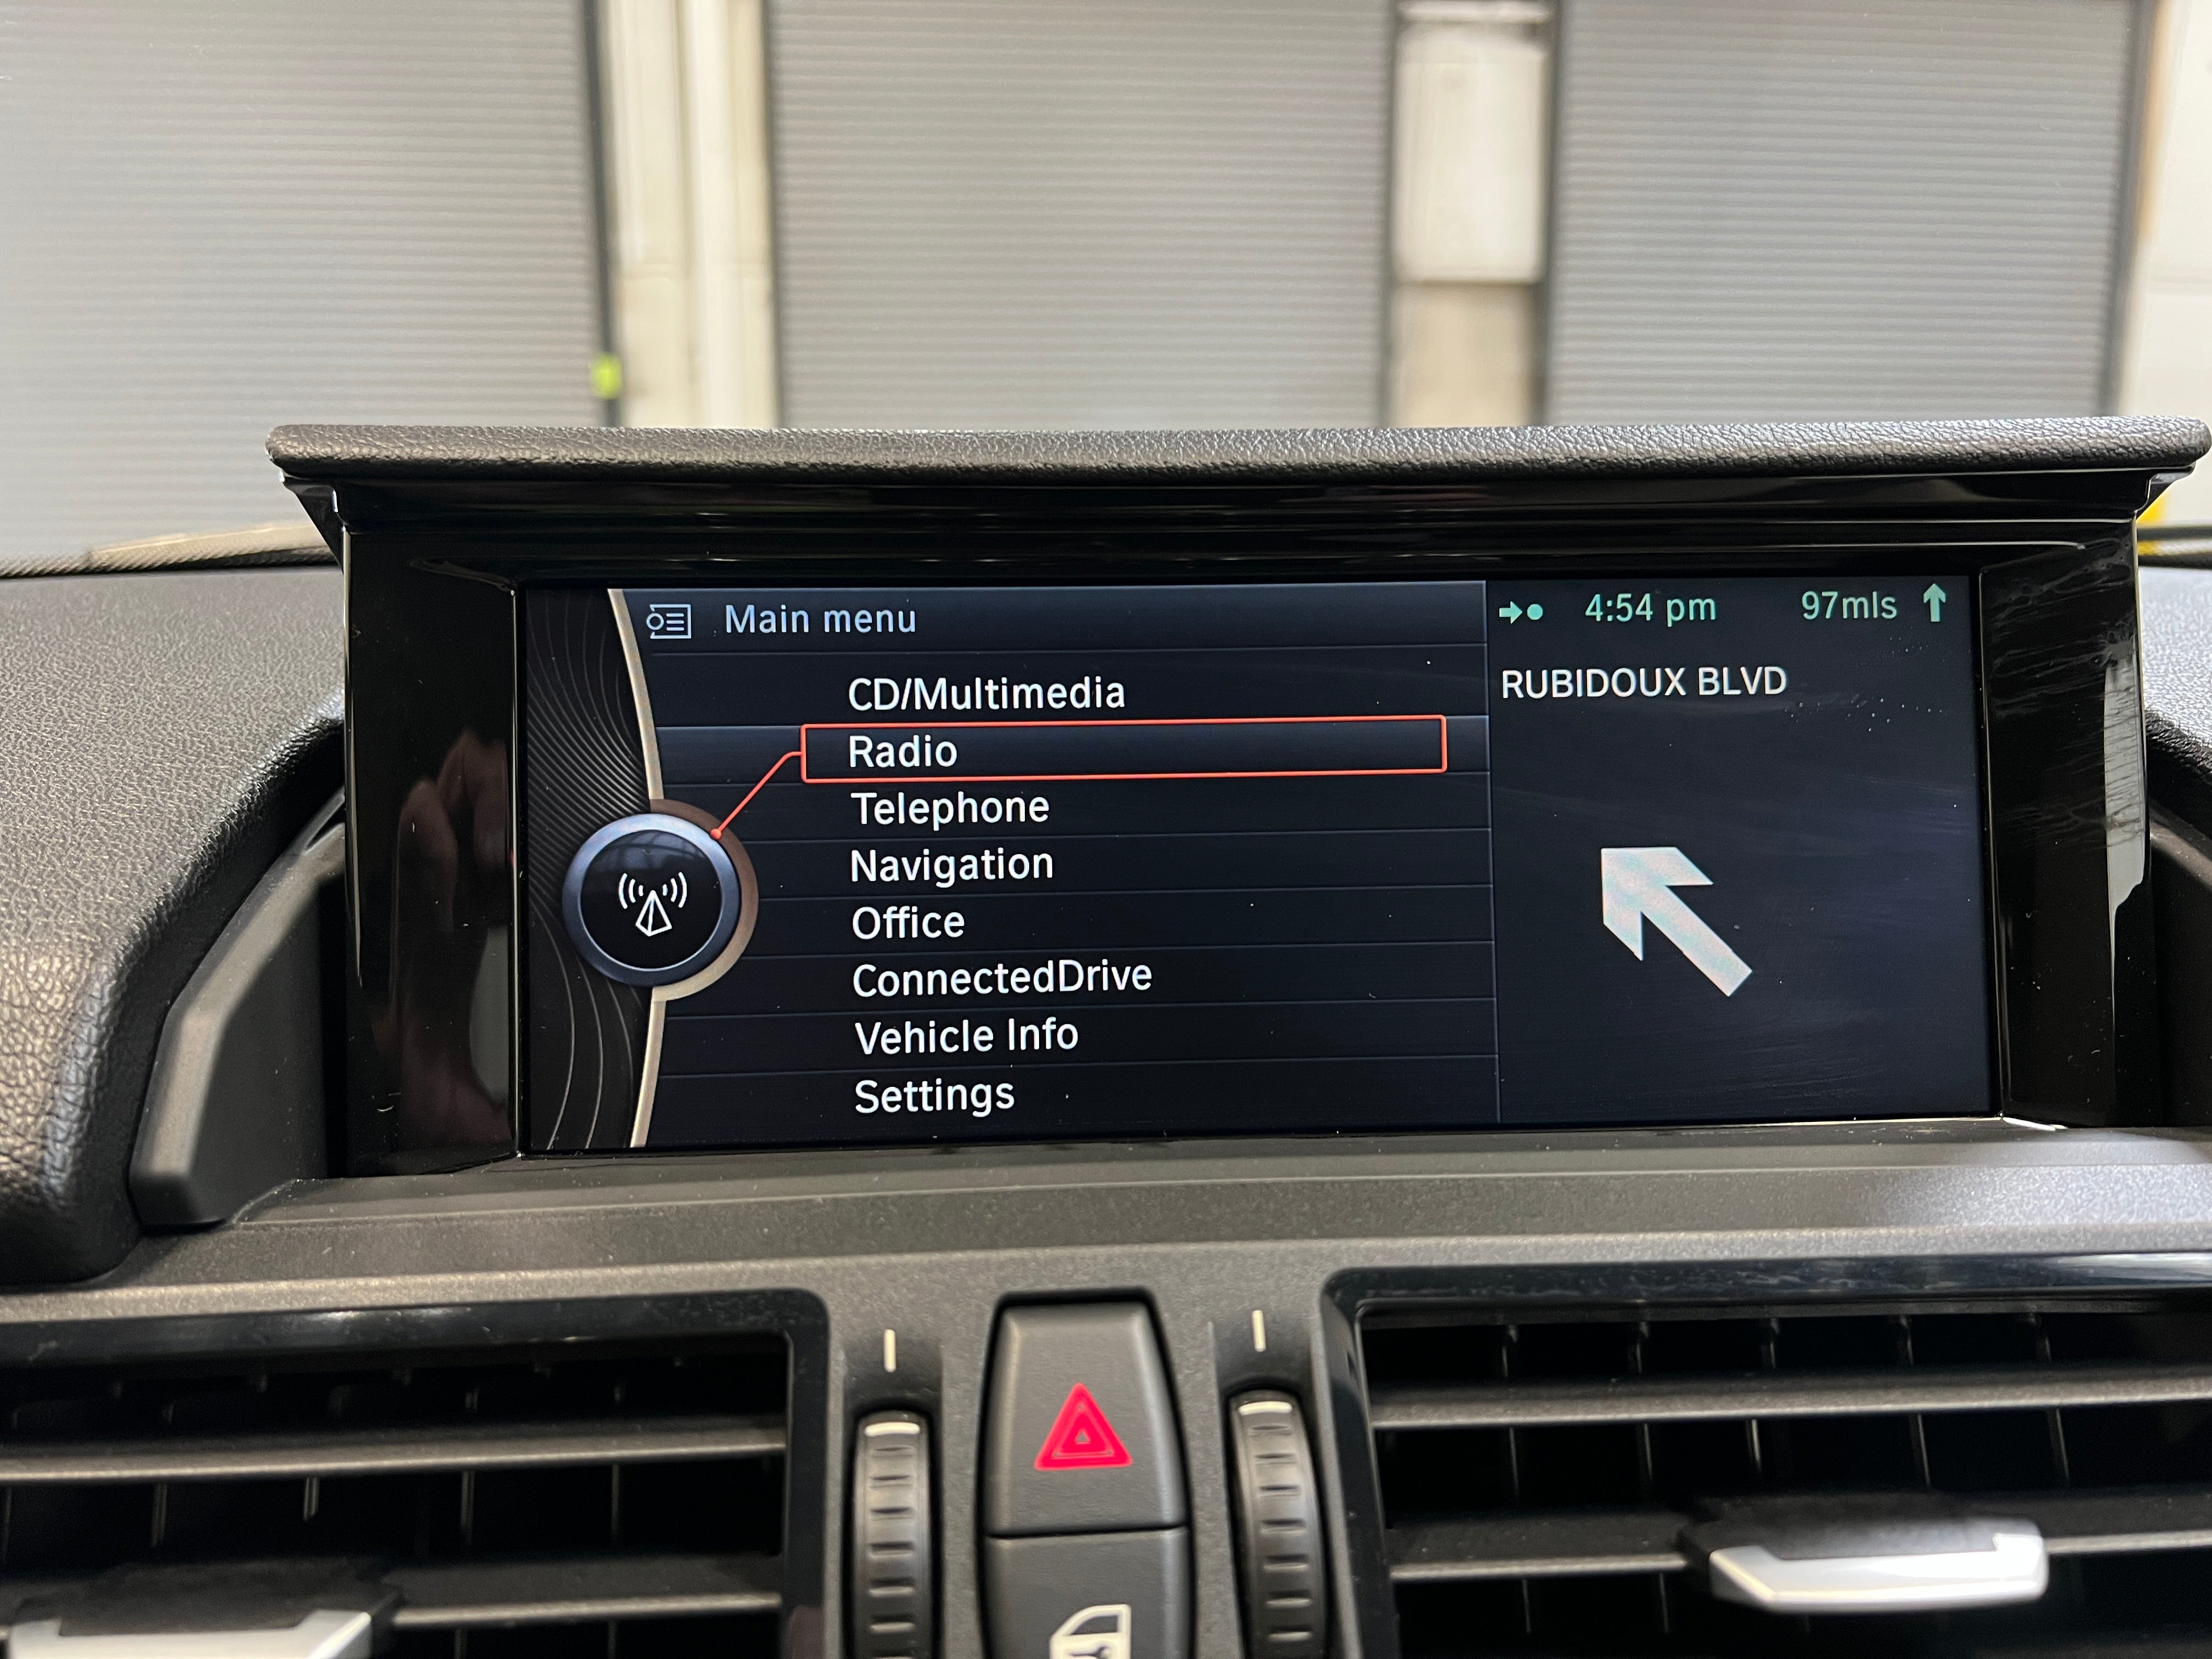 Main menu
CD/Multimedia
Radio
Telephone
Navigation
Office
ConnectedDrive
Vehicle Info
Settings
4:54 pm 97mls
RUBIDOUX BLVD